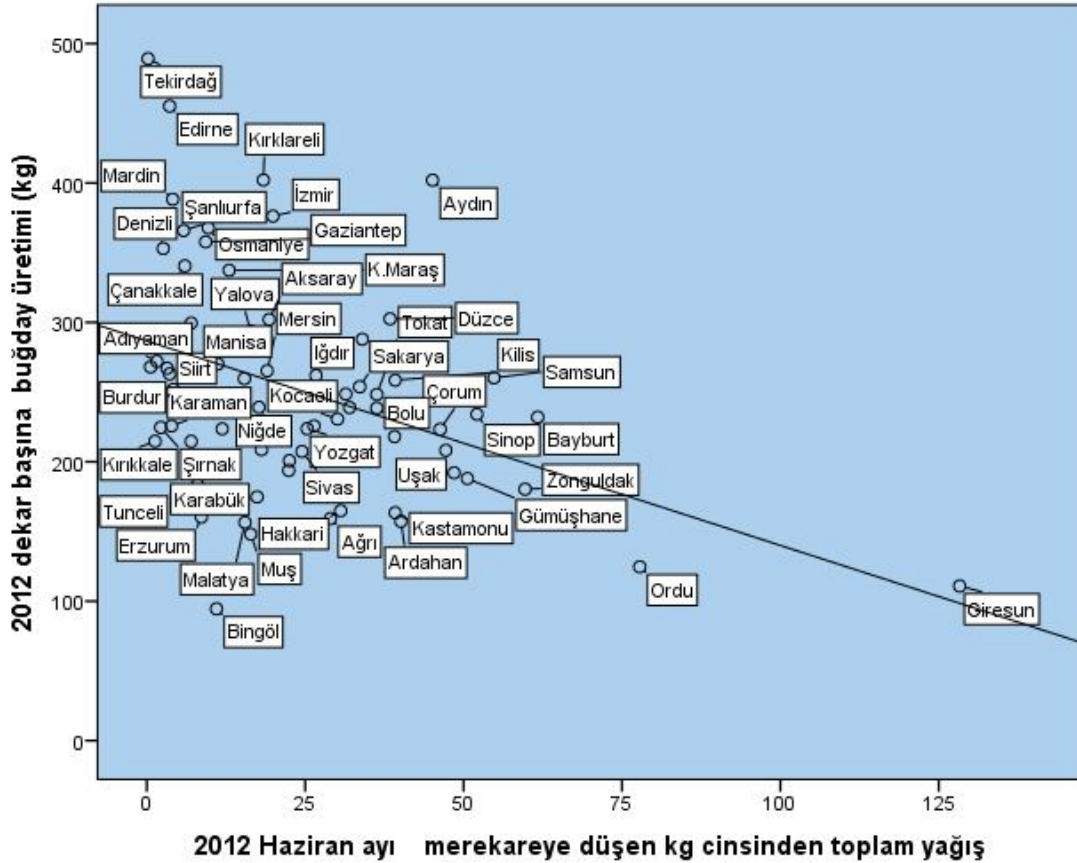 2012 dekar başına buğday üretimi (kg)
500
400
300
200
100
0
Tekirdağ
Edirne
Kırklareli
Mardin
Şanlıurfa
İzmir
Aydın
Denizli
Osmaniye
Gaziantep
Çanakkale
Yalova
Aksaray
K.Maraş
Adıyaman
Manisa
Mersin
Tokat
Düzce
Siirt
Iğdır
Sakarya
Kilis
Samsun
Burdur
Karaman
Kocaeli
Çorum
Bolu
Niğde
Sinop
Bayburt
Kırıkkale
Şırnak
Yozgat
Uşak
Zonguldak
Tunceli
Karabük
Sivas
Gümüşhane
Erzurum
Hakkari
Ağrı
Kastamonu
Malatya
Muş
Ardahan
Ordu
Giresun
Bingöl
0 25 50 75 100 125
2012 Haziran ayı merekareye düşen kg cinsinden toplam yağış